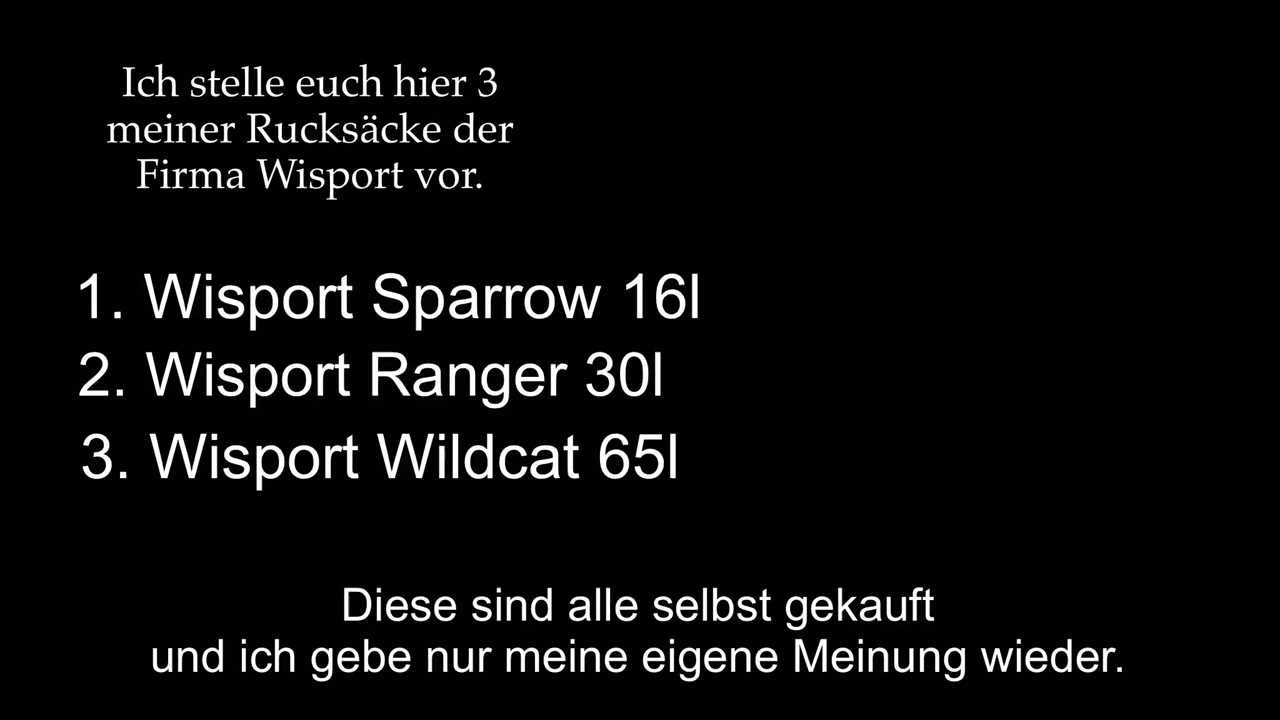 Ich stelle euch hier 3
meiner Rucksäcke der
Firma Wisport vor.
1. Wisport Sparrow 16l
2. Wisport Ranger 30l
3. Wisport Wildcat 65l
Diese sind alle selbst gekauft
und ich gebe nur meine eigene Meinung wieder.